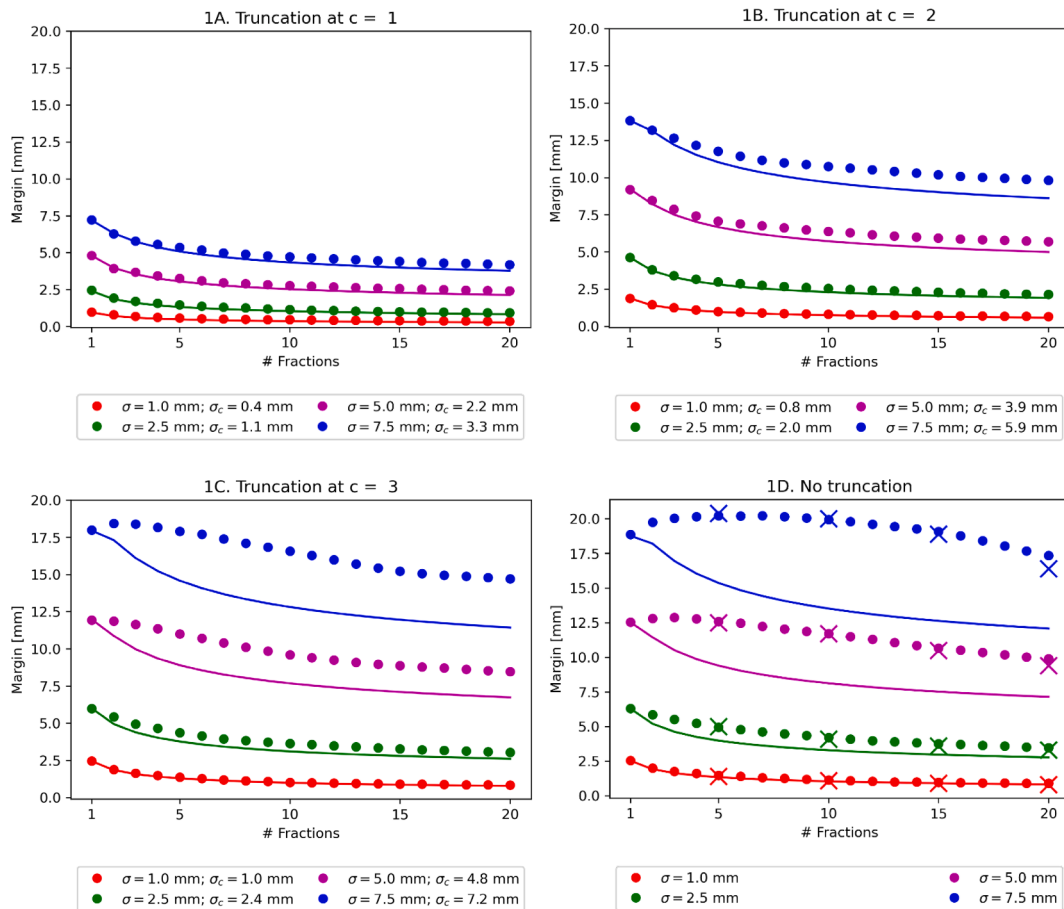 1A. Truncation at c = 1
20.0
17.5
15.0
12.5
10.0
7.5
5.0
2.5
0.0
Margin [mm]
1 5 10 15 20
# Fractions
σ = 1.0 mm; σc = 0.4 mm
σ = 2.5 mm; σc = 1.1 mm
σ = 5.0 mm; σc = 2.2 mm
σ = 7.5 mm; σc = 3.3 mm
1B. Truncation at c = 2
20.0
17.5
15.0
12.5
10.0
7.5
5.0
2.5
0.0
Margin [mm]
1 5 10 15 20
# Fractions
σ = 1.0 mm; σc = 0.8 mm
σ = 2.5 mm; σc = 2.0 mm
σ = 5.0 mm; σc = 3.9 mm
σ = 7.5 mm; σc = 5.9 mm
1C. Truncation at c = 3
20.0
17.5
15.0
12.5
10.0
7.5
5.0
2.5
0.0
Margin [mm]
1 5 10 15 20
# Fractions
σ = 1.0 mm; σc = 1.0 mm
σ = 2.5 mm; σc = 2.4 mm
σ = 5.0 mm; σc = 4.8 mm
σ = 7.5 mm; σc = 7.2 mm
1D. No truncation
20.0
17.5
15.0
12.5
10.0
7.5
5.0
2.5
0.0
Margin [mm]
1 5 10 15 20
# Fractions
σ = 1.0 mm
σ = 2.5 mm
σ = 5.0 mm
σ = 7.5 mm